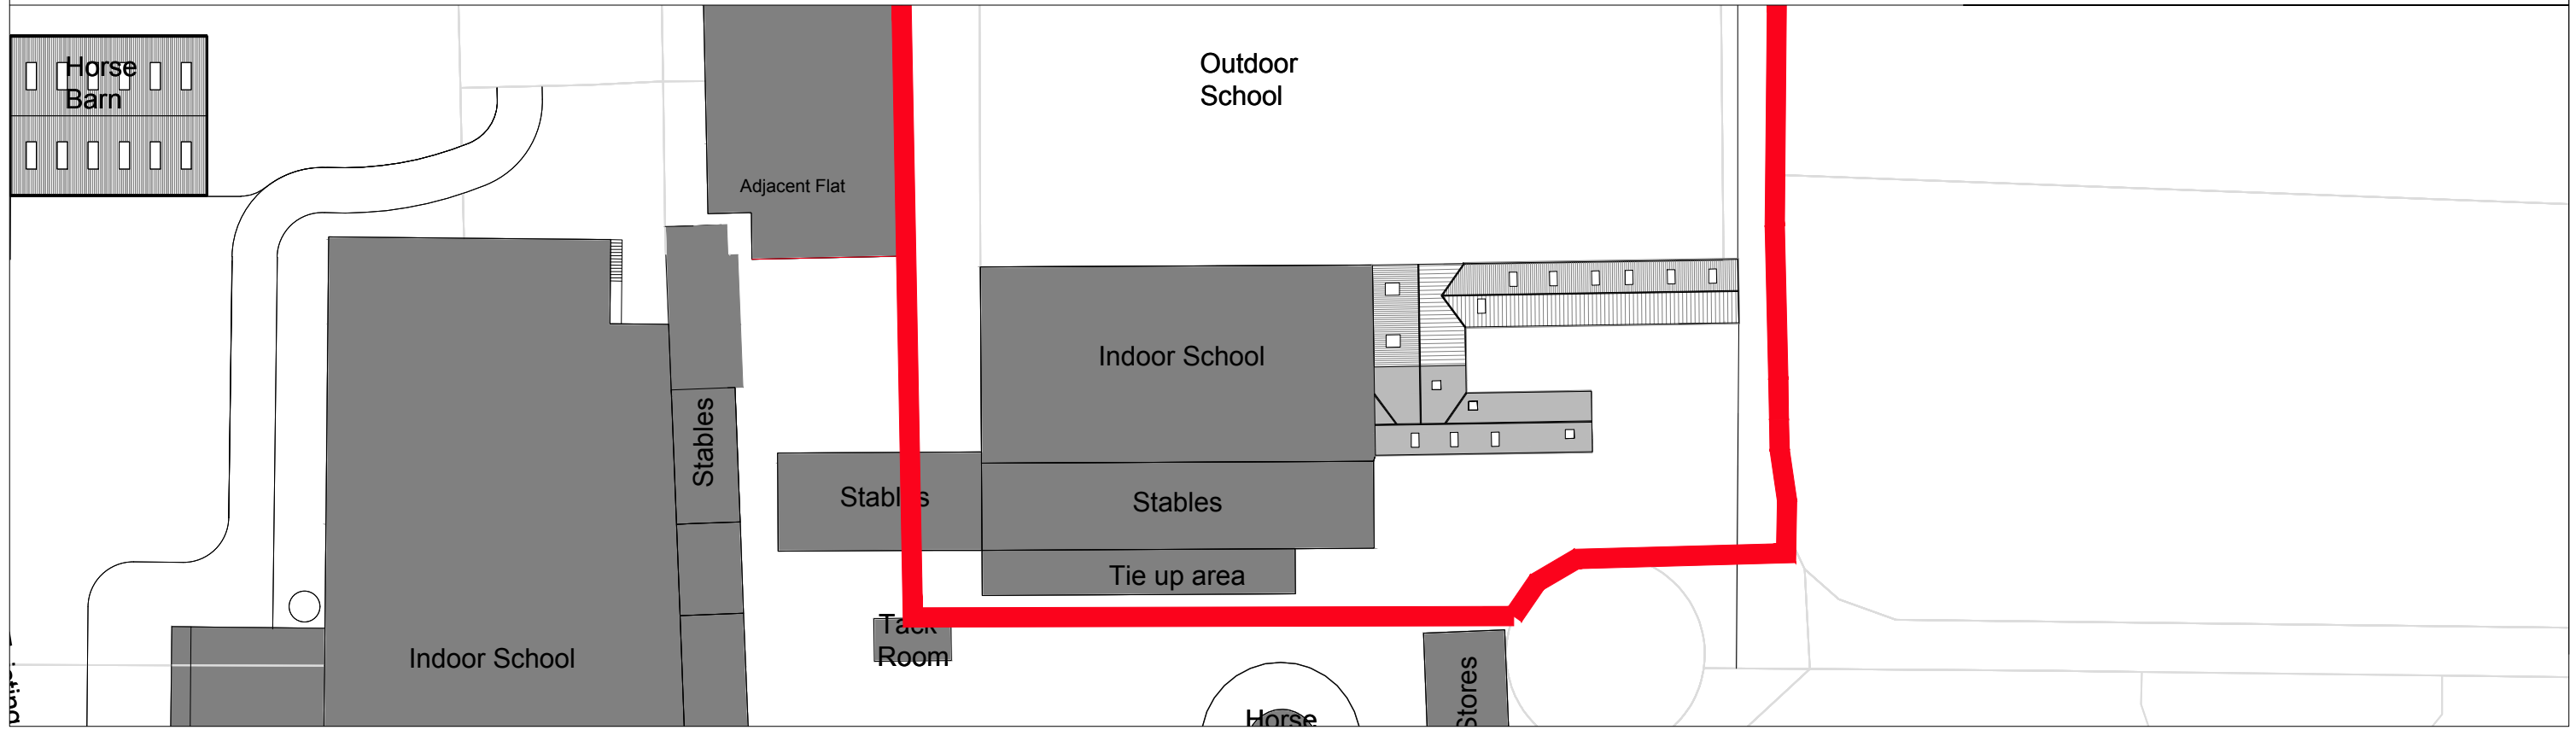 Horse
Barn
Outdoor
School
Adjacent Flat
Indoor School
Stables
Stables
Stables
Tie up area
Tack
Room
Indoor School
Stores
Horse